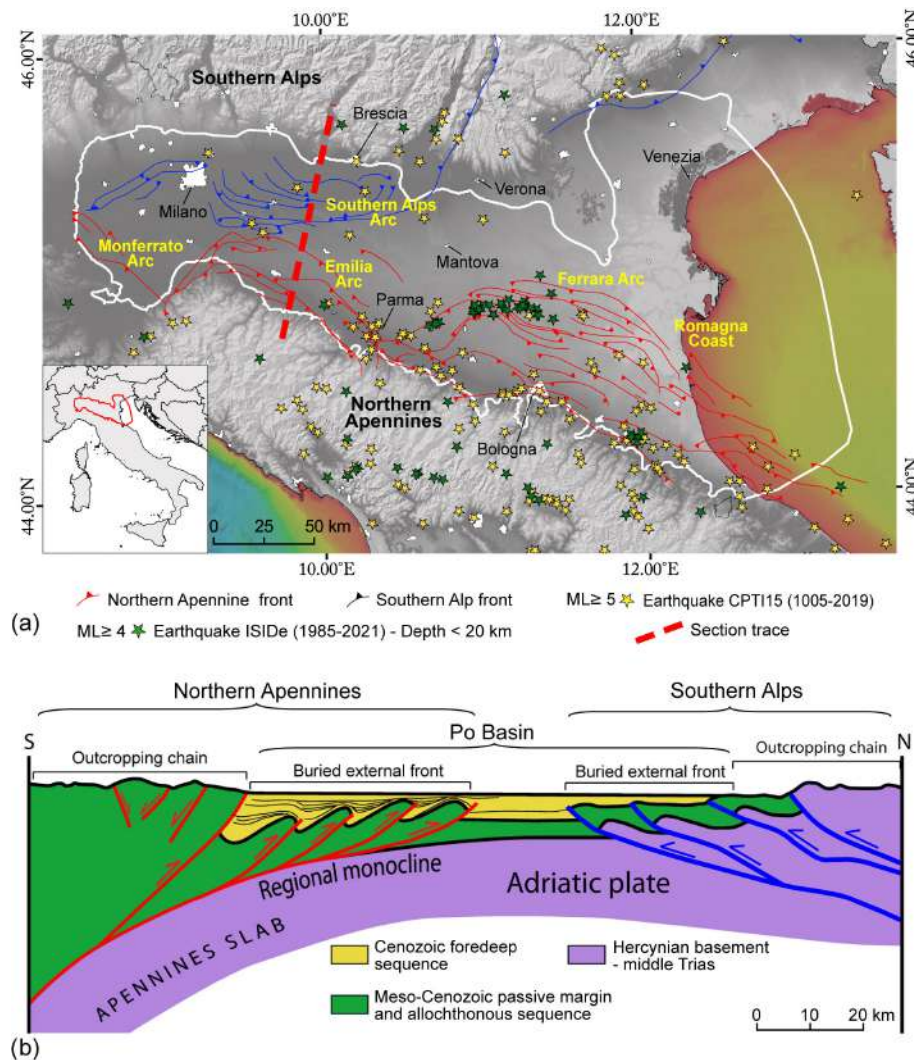 10.00°E 12.00°E
46.00°N 46.00°N
Southern Alps
Brescia
Venezia
Verona
Milano
Southern Alps
Arc
Monferrato
Arc
Mantova
Emilia
Arc
Ferrara Arc
Parma
Romagna
Coast
Northern
Apennines
Bologna
44.00°N 44.00°N
0 25 50 km
10.00°E 12.00°E
Northern Apennine front Southern Alp front ML≥ 5 Earthquake CPTI15 (1005-2019)
(a) ML≥ 4 Earthquake ISIDe (1985-2021) - Depth < 20 km Section trace
Northern Apennines Southern Alps
S Po Basin N
Outcropping chain Outcropping chain
Buried external front Buried external front
Regional monocline
Adriatic plate
APENNINES SLAB
Cenozoic foredeep
sequence
Hercynian basement
- middle Trias
Meso-Cenozoic passive margin
and allochthonous sequence
0 10 20 km
(b)